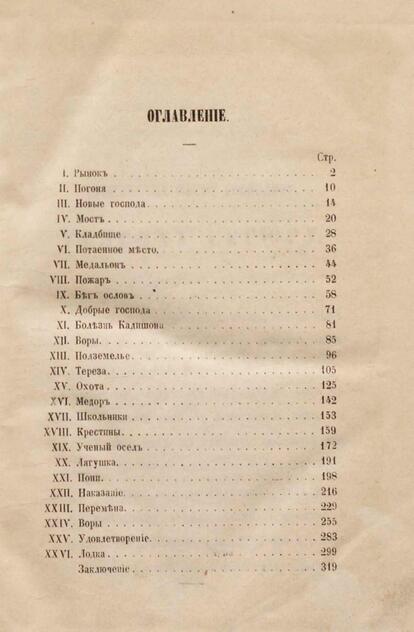 ОГЛАВЛЕНІЕ.
Стр.
I. Рынокъ 2
II. Погоня 10
III. Новые господа 14
IV. Мостъ 20
V. Кладбище 28
VI. Потаенное мѣсто. 36
VII. Медальонъ 44
VIII. Пожаръ 52
IX. Бѣгъ ословъ 58
X. Добрые господа 71
XI. Болѣзнь Кадишона 81
XII. Воры. 85
XIII. Подземелье 96
XIV. Тереза. 105
XV. Охота 125
XVI. Медоръ 142
XVII. Школьники 153
XVIII. Крестины. 159
XIX. Ученый оселъ 172
XX. Лягушка. 191
XXI. Пони. 198
XXII. Наказаніе. 216
XXIII. Перемѣна. 229
XXIV. Воры 255
XXV. Удовлетвореніе. 283
XXVI. Лодка 299
Заключеніе 319